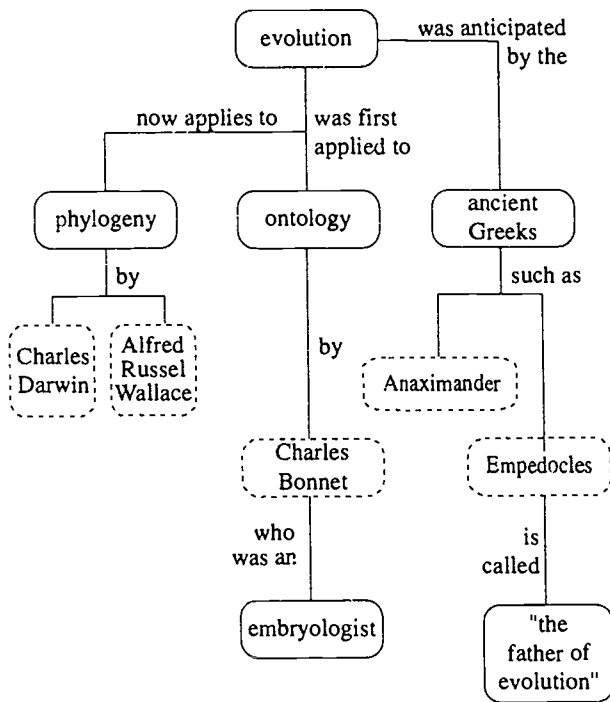 evolution
was anticipated
by the
now applies to
was first
applied to
phylogeny
ontology
ancient
Greeks
by
such as
Charles
Darwin
Alfred
Russel
Wallace
by
Anaximander
Charles
Bonnet
Empedocles
who
was an
is
called
embryologist
"the
father of
evolution"